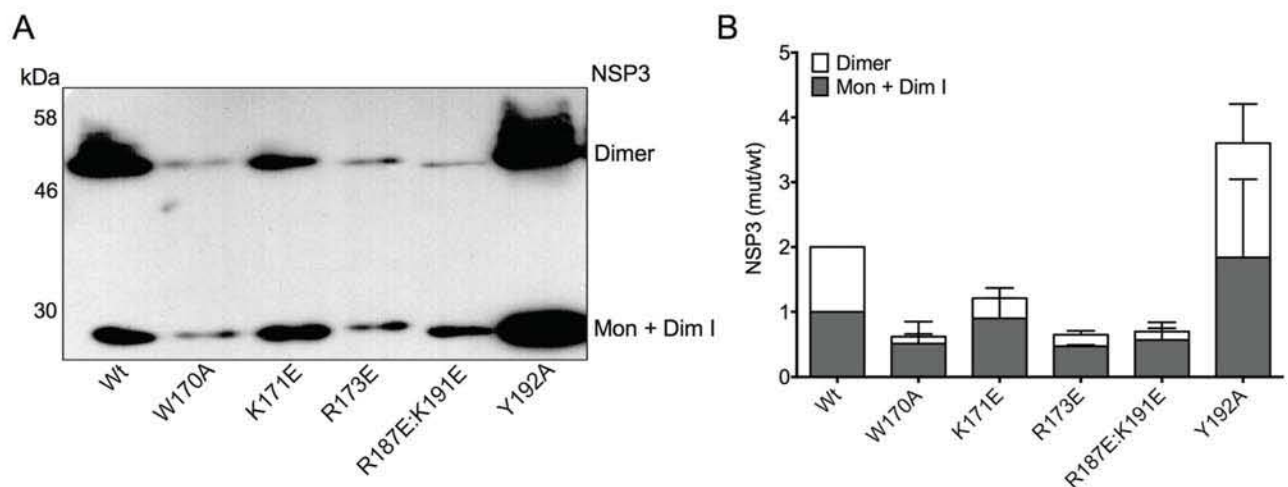 A
kDa
NSP3
58
Dimer
46
30
Mon + Dim I
Wt
W170A
K171E
R173E
R187E:K191E
Y192A
B
5
Dimer
Mon + Dim I
4
3
2
1
0
NSP3 (mut/wt)
Wt
W170A
K171E
R173E
R187E:K191E
Y192A